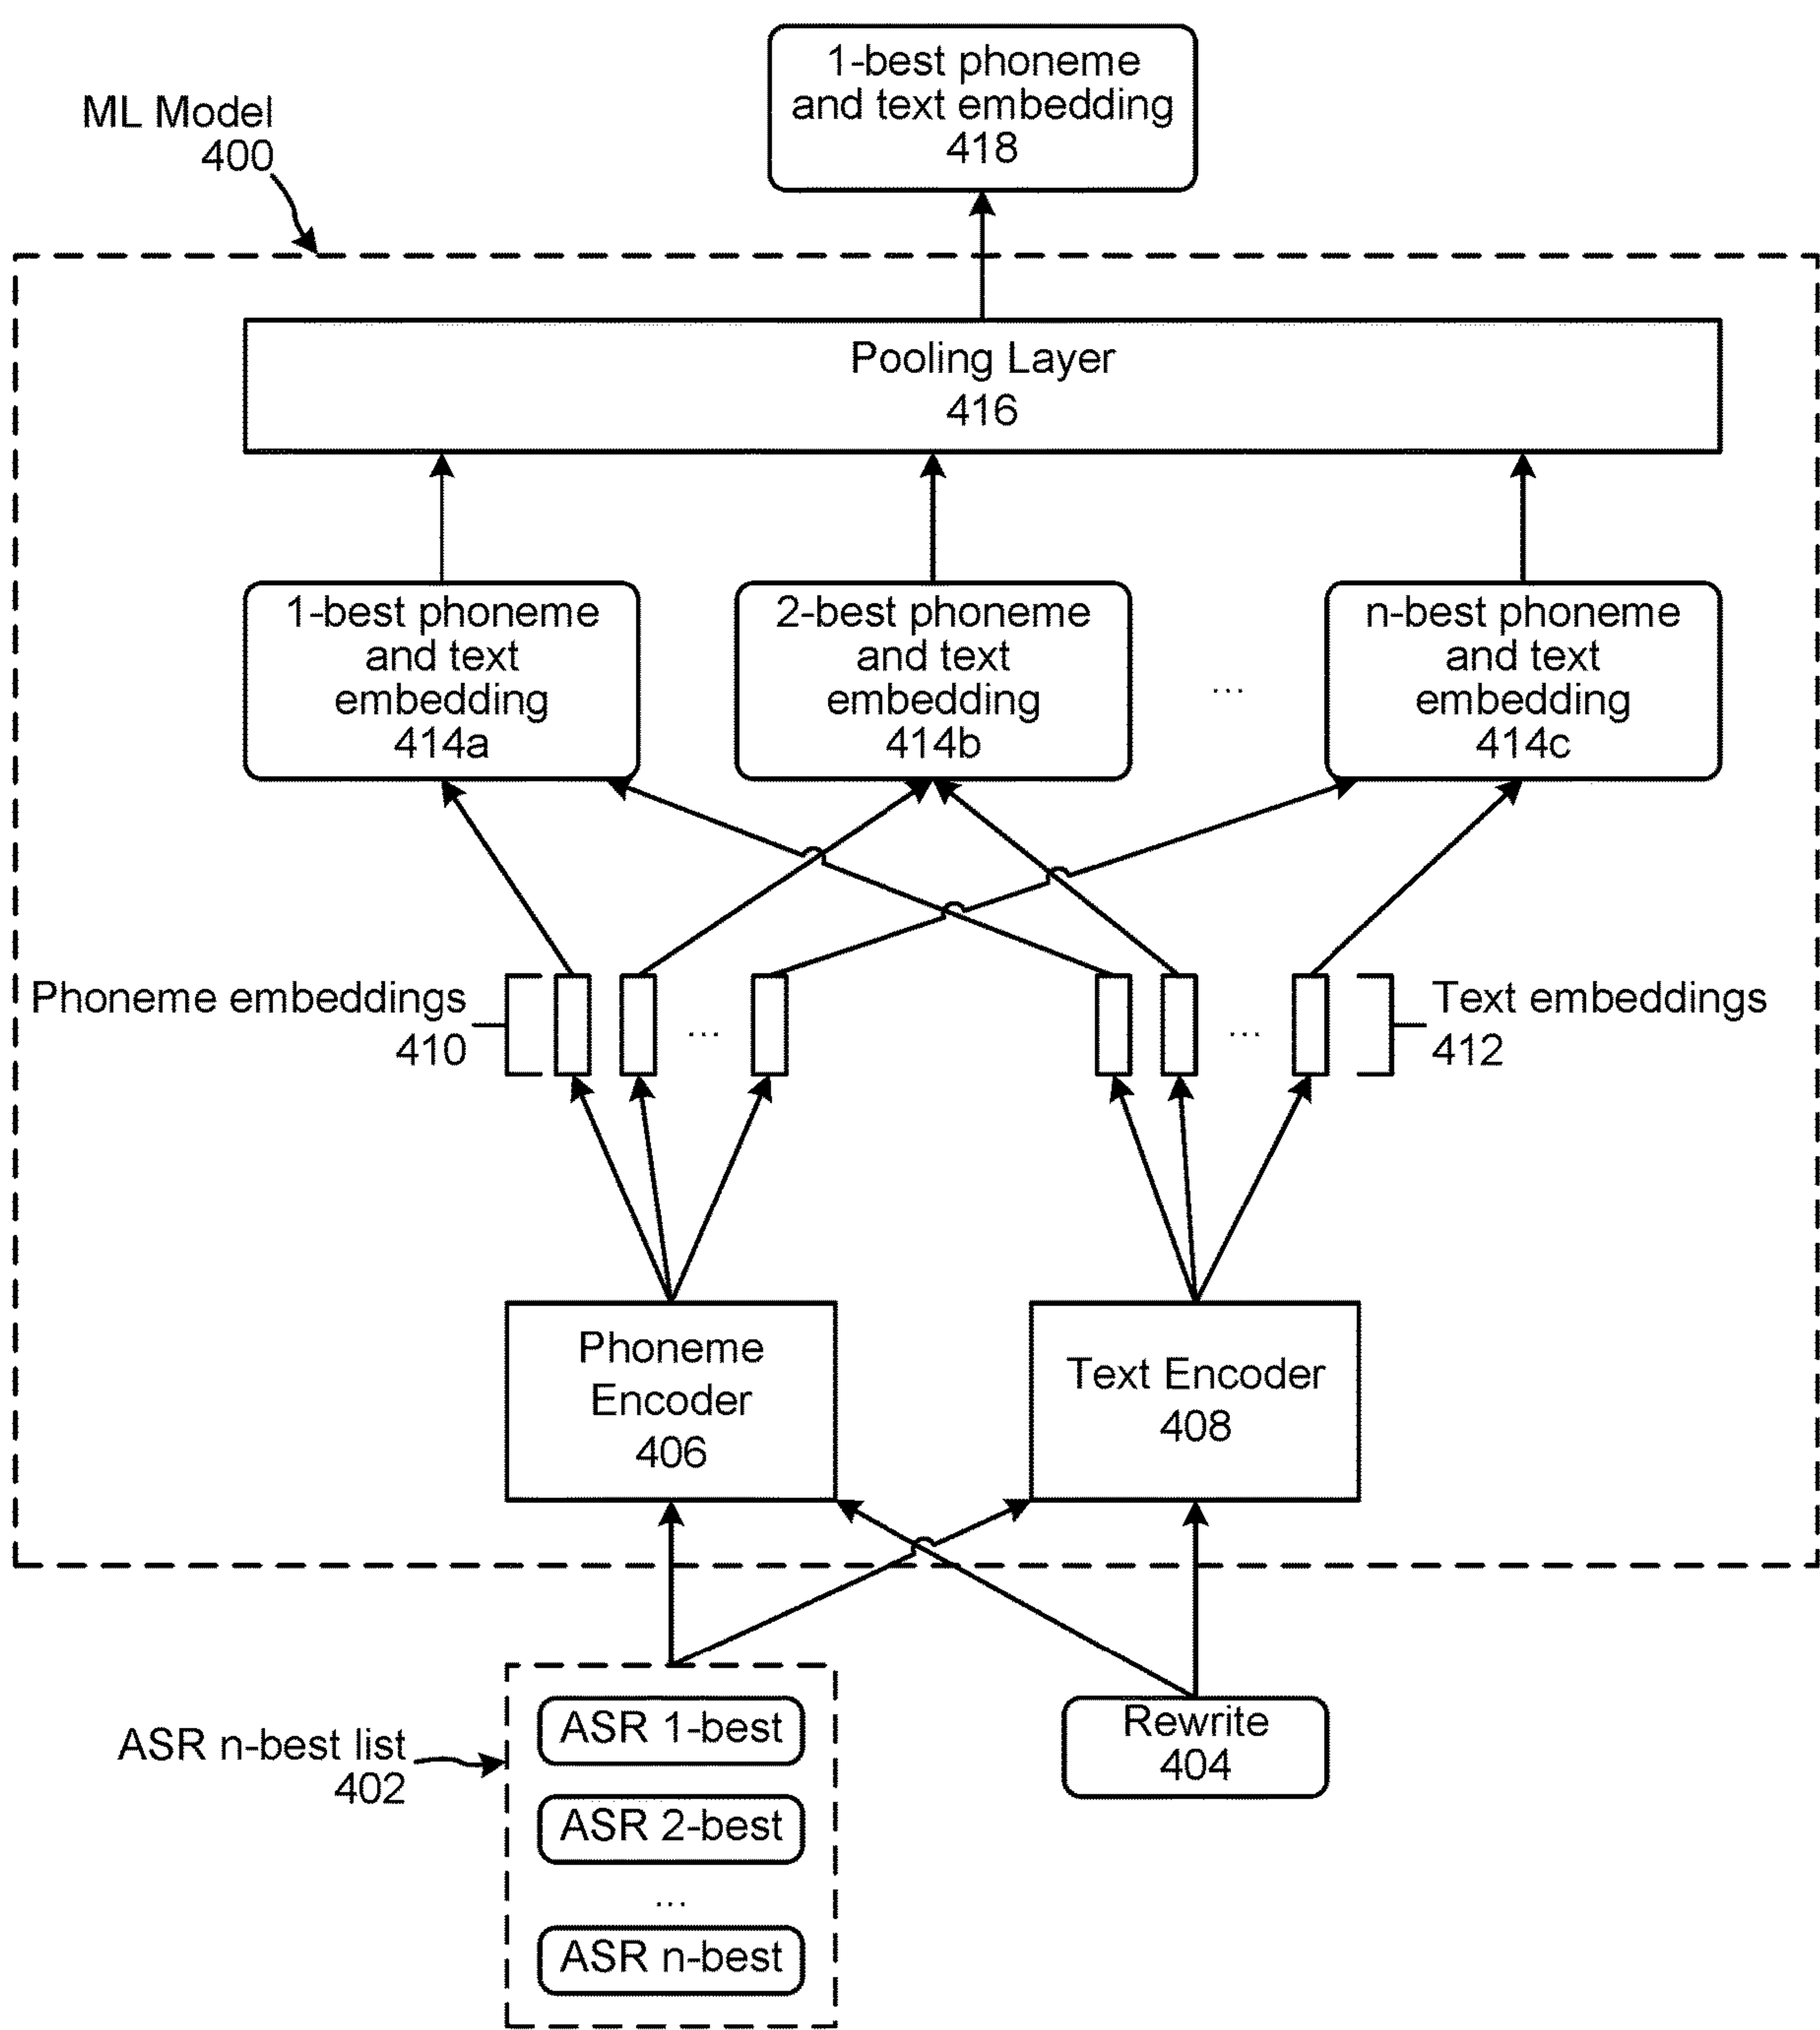 1-best phoneme
and text embedding
418
ML Model
400
Pooling Layer
416
1-best phoneme
and text
embedding
414a
2-best phoneme
and text
embedding
414b
...
n-best phoneme
and text
embedding
414c
Phoneme embeddings
410
...
...
Text embeddings
412
Phoneme
Encoder
406
Text Encoder
408
ASR n-best list
402
ASR 1-best
ASR 2-best
...
ASR n-best
Rewrite
404